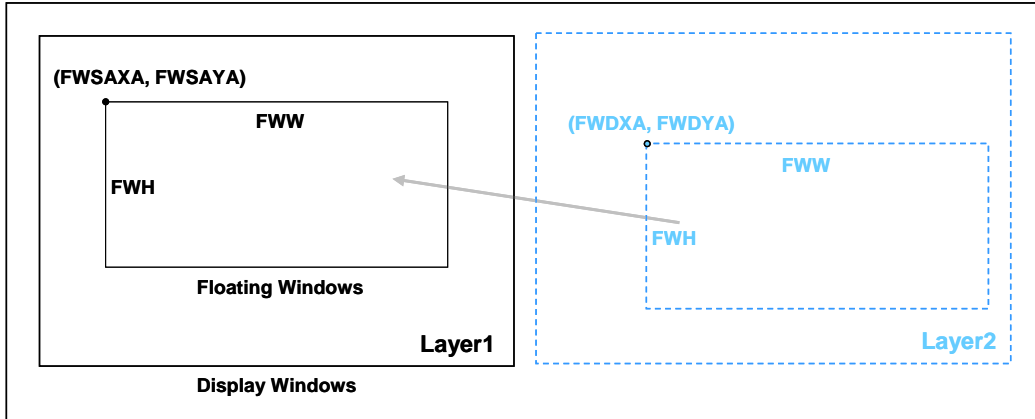 (FWSAXA, FWSAYA)
FWW
FWH
Floating Windows
Layer1
Display Windows
(FWDXA, FWDYA)
FWW
FWH
Layer2